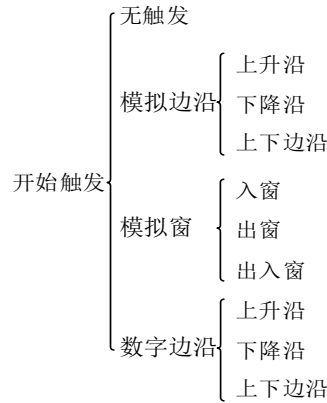 无触发
模拟边沿
上升沿
下降沿
上下边沿
开始触发
模拟窗
入窗
出窗
出入窗
数字边沿
上升沿
下降沿
上下边沿